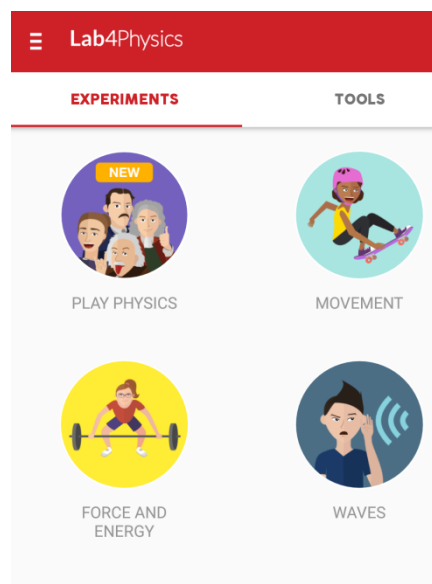 Lab4Physics
EXPERIMENTS
TOOLS
NEW
PLAY PHYSICS
MOVEMENT
FORCE AND
ENERGY
WAVES